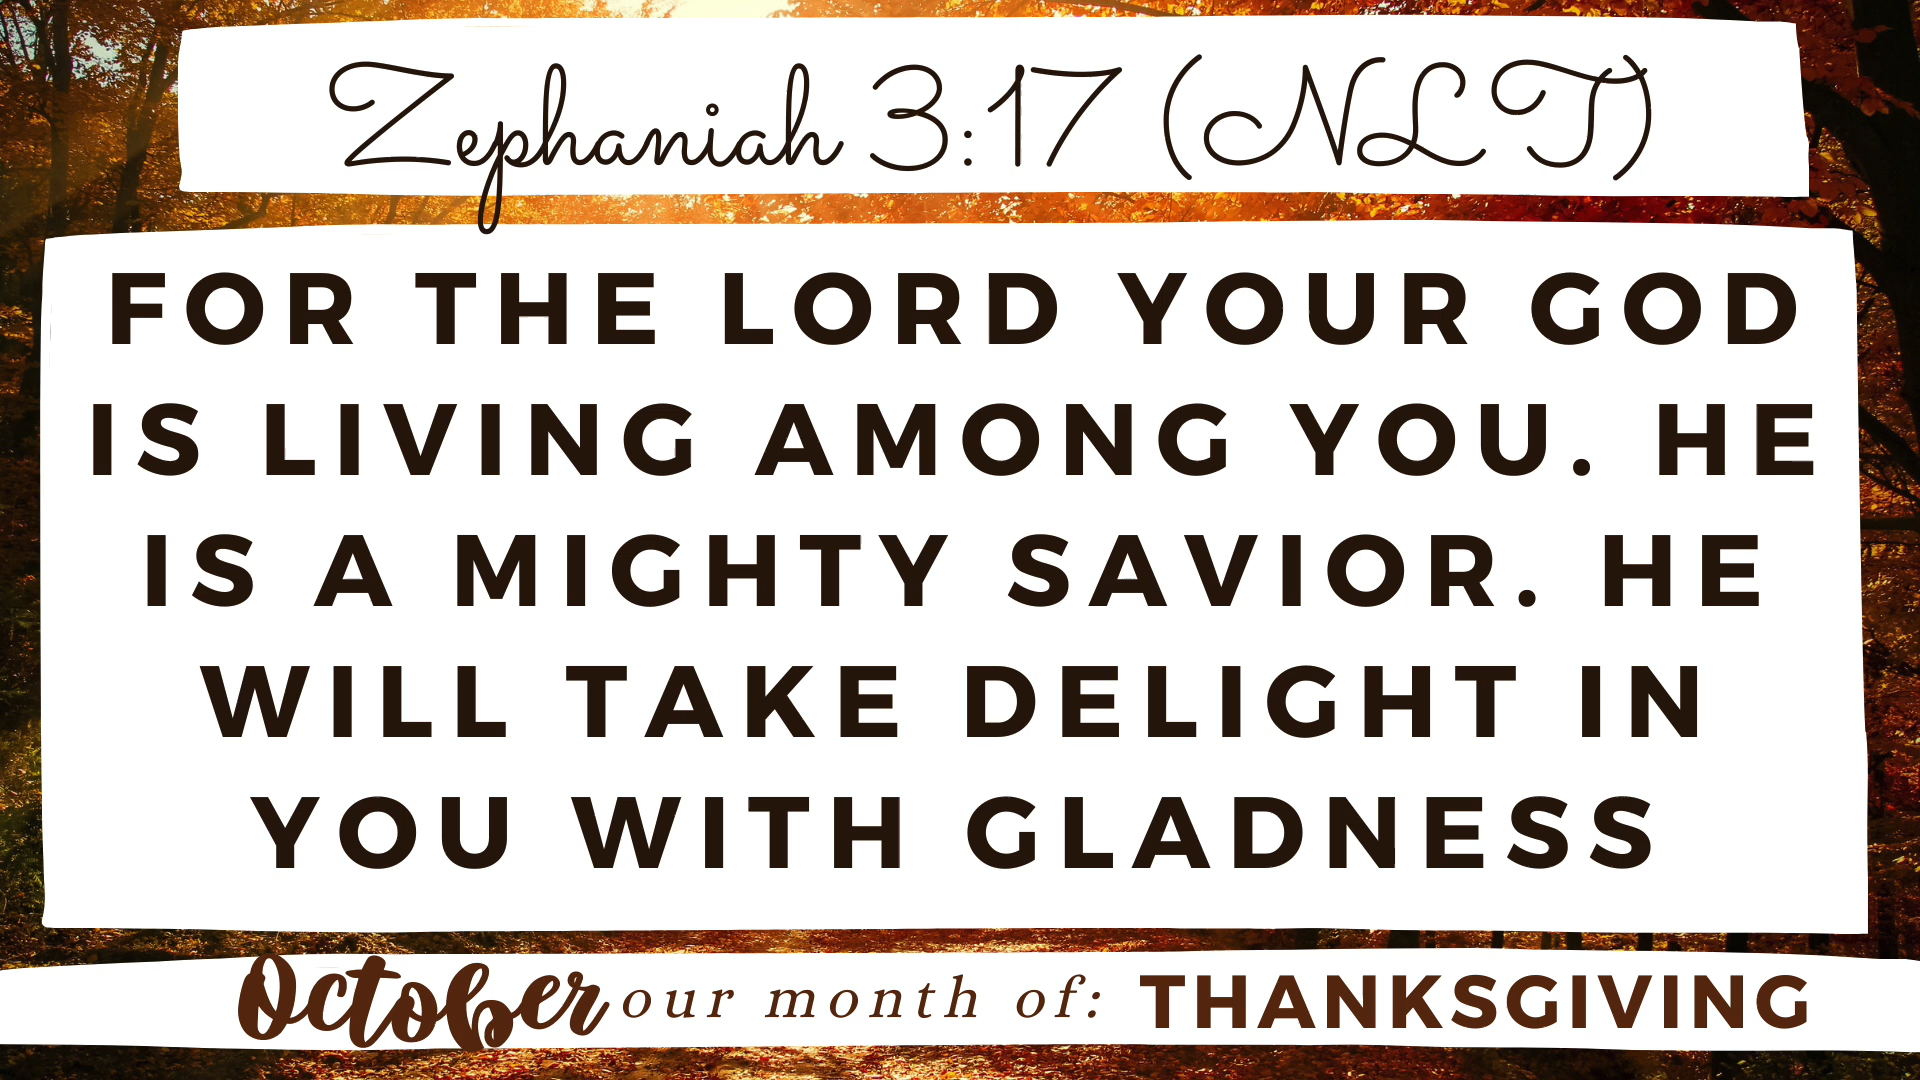 Zephaniah 3:17 (NLT)
FOR THE LORD YOUR GOD
IS LIVING AMONG YOU. HE
IS A MIGHTY SAVIOR. HE
WILL TAKE DELIGHT IN
YOU WITH GLADNESS
October our month of: THANKSGIVING